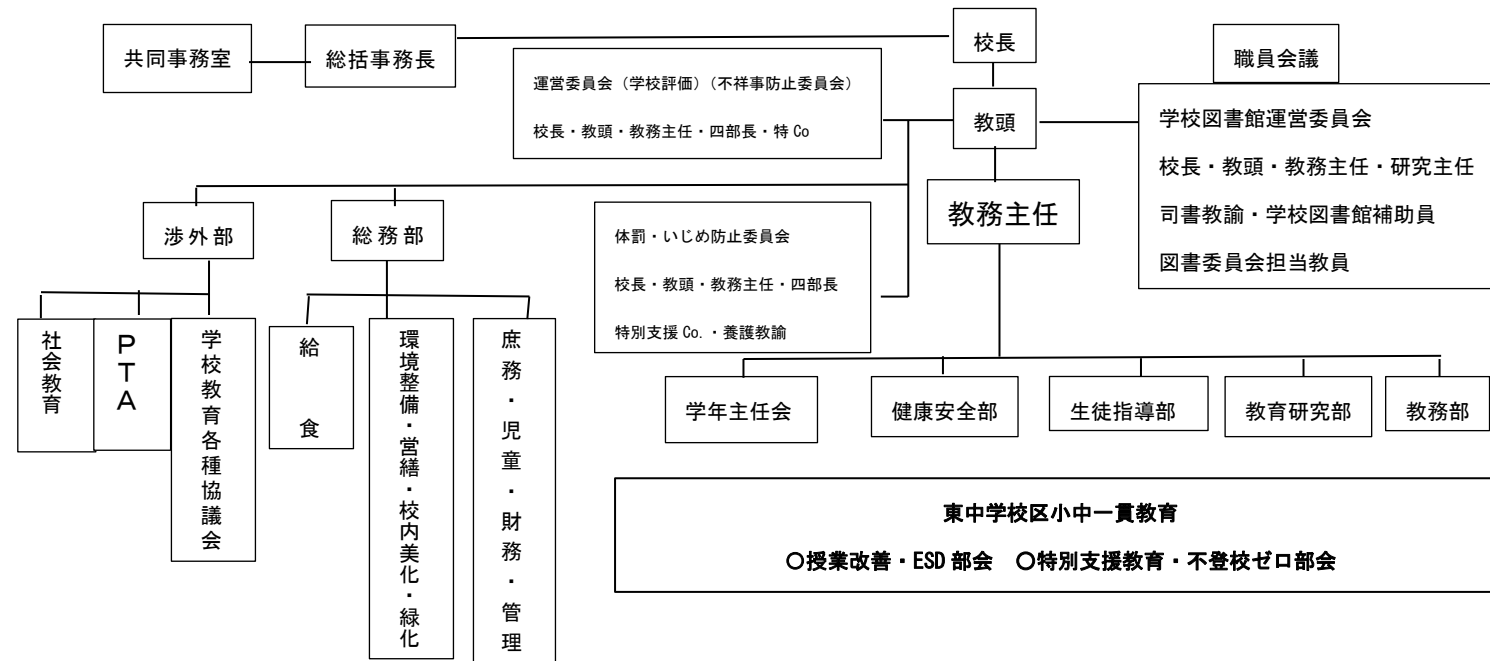 校長
共同事務室
総括事務長
職員会議
運営委員会（学校評価）（不祥事防止委員会）
校長・教頭・教務主任・四部長・特Co
教頭
学校図書館運営委員会
校長・教頭・教務主任・研究主任
司書教諭・学校図書館補助員
図書委員会担当教員
教務主任
渉外部
総務部
体罰・いじめ防止委員会
校長・教頭・教務主任・四部長
特別支援Co.・養護教諭
社会教育
ＰＴＡ
学校教育各種協議会
給食
環境整備・営繕・校内美化・緑化
庶務・児童・財務・管理
学年主任会
健康安全部
生徒指導部
教育研究部
教務部
東中学校区小中一貫教育
〇授業改善・ESD部会　〇特別支援教育・不登校ゼロ部会